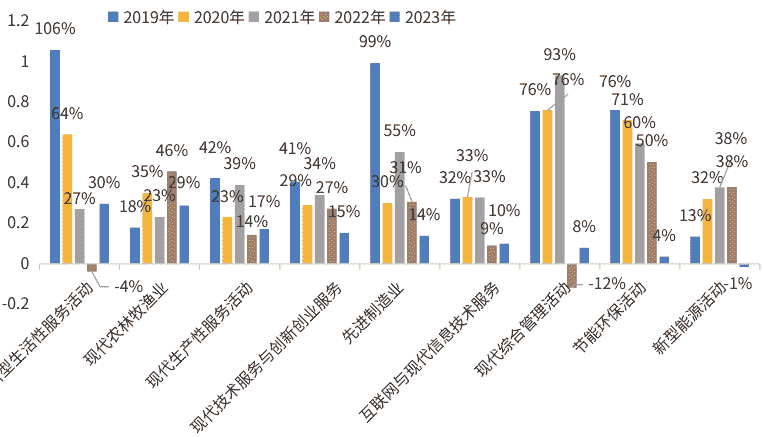 2019年 2020年 2021年 2022年 2023年
1.2
1
0.8
0.6
0.4
0.2
0
-0.2
106% 64% 27% -4% 30%
18% 35% 23% 46% 29%
42% 23% 39% 14% 17%
41% 29% 34% 27% 15%
99% 30% 55% 31% 14%
32% 33% 33% 9% 10%
76% 76% 93% -12% 8%
76% 71% 60% 50% 4%
13% 32% 38% 38% -1%
型生活性服务活动
现代农林牧渔业
现代生产性服务活动
现代技术服务与创新创业服务
先进制造业
互联网与现代信息技术服务
现代综合管理活动
节能环保活动
新型能源活动